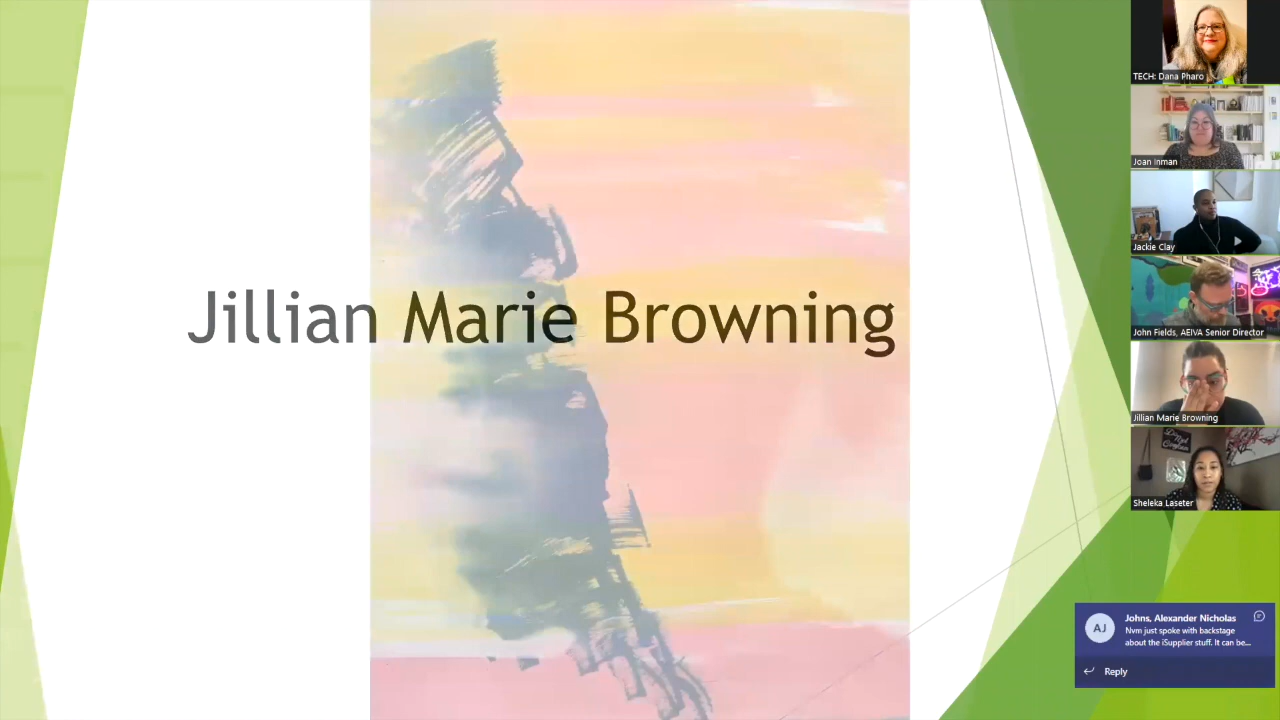 Jillian Marie Browning
TECH: Dana Pharo
Joan Inman
Jackie Clay
John Fields, AEIVA Senior Director
Jillian Marie Browning
Sheleka Laseter
AJ
Johns, Alexander Nicholas
Nvm just spoke with backstage
about the iSupplier stuff. It can be...
Reply